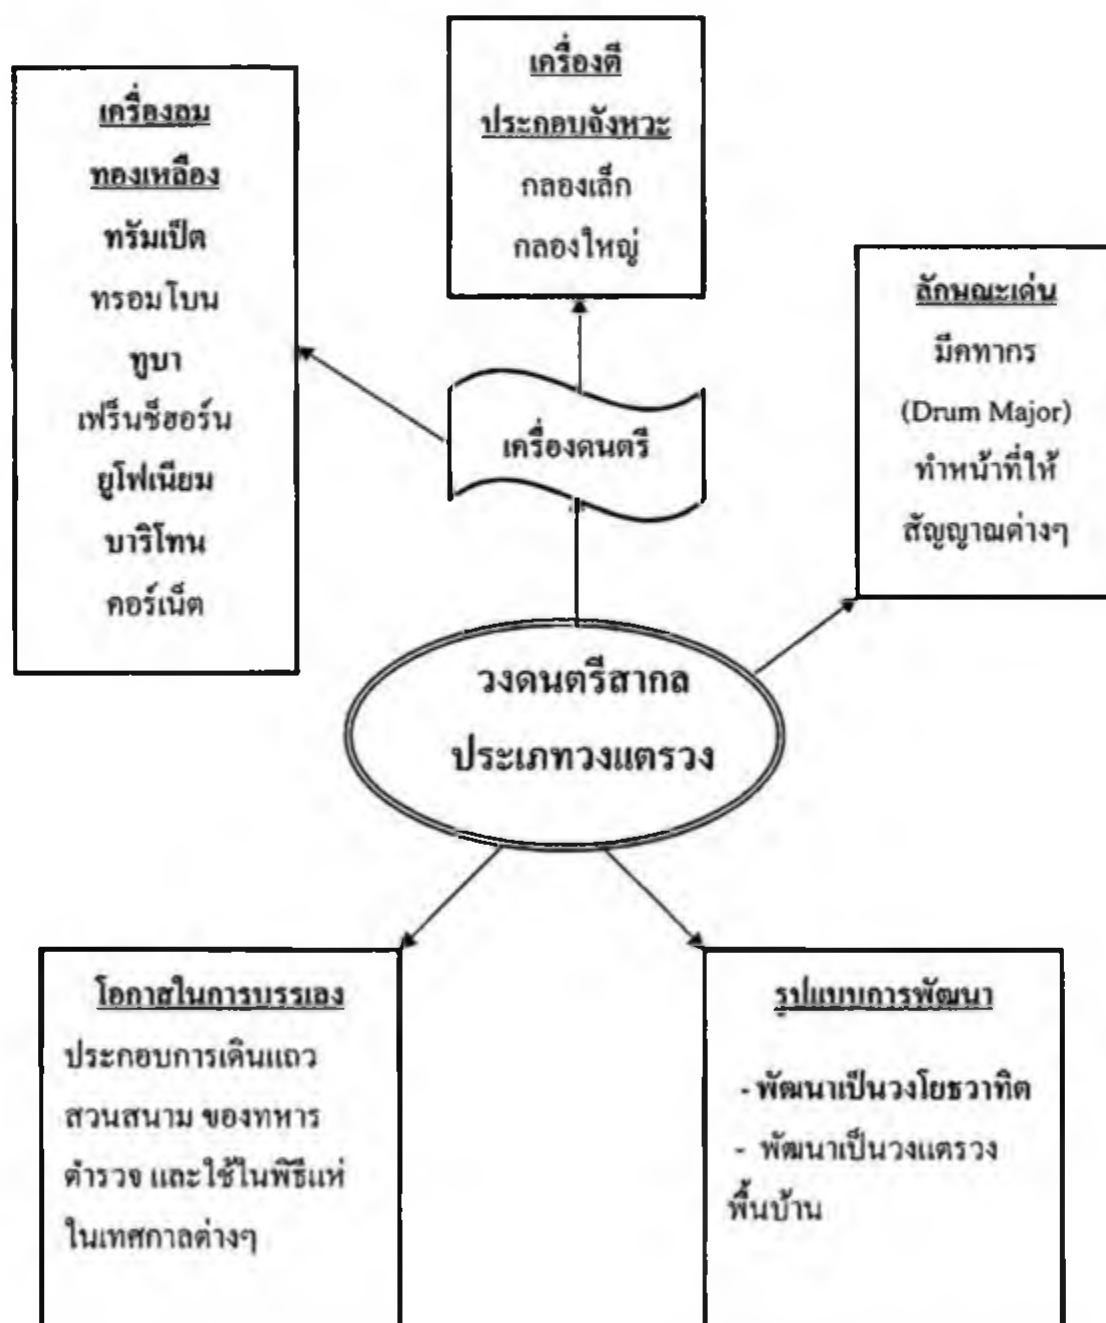 เครื่องตี
ประกอบจังหวะ
กลองเล็ก
กลองใหญ่
เครื่องลม
ทองเหลือง
ทรัมเป็ต
ทรอมโบน
ทูบา
เฟร็นช็ฮอร์น
ยูโฟเนียม
บาริโทน
คอร์เน็ต
ลักษณะเด่น
มีคทากร
(Drum Major)
ทำหน้าที่ให้
สัญญาณต่างๆ
เครื่องดนตรี
วงดนตรีสากล
ประเภทวงแตรวง
โอกาสในการบรรเลง
ประกอบการเดินแถว
สวนสนาม ของทหาร
ตำรวจ และใช้ในพิธีแห่
ในเทศกาลต่างๆ
รูปแบบการพัฒนา
- พัฒนาเป็นวงโยธวาทิต
- พัฒนาเป็นวงแตรวง
พื้นบ้าน